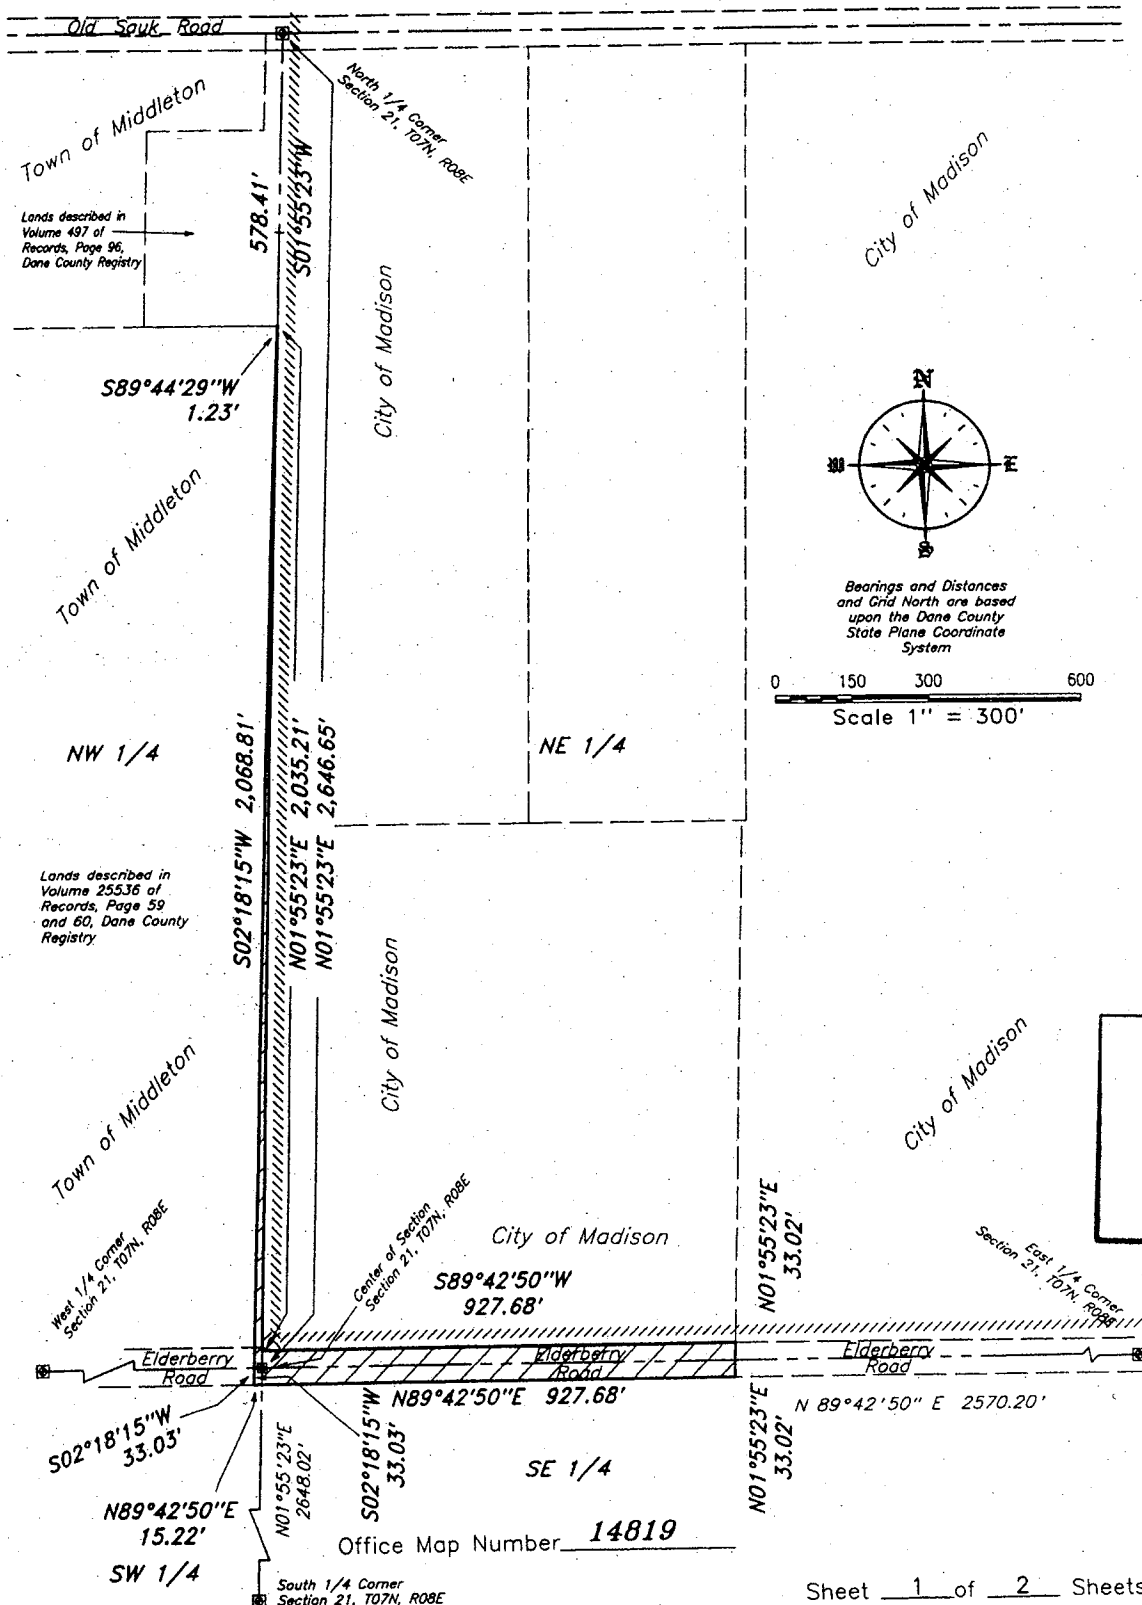 Old Sauk Road
North 1/4 Corner
Section 21, T07N, R08E
Town of Middleton
City of Madison
Lands described in
Volume 497 of
Records, Page 96,
Dane County Registry
578.41'
S01°55'23"W
City of Madison
S89°44'29"W
1.23'
N
W
E
S
Town of Middleton
Bearings and Distances
and Grid North are based
upon the Dane County
State Plane Coordinate
System
0 150 300 600
Scale 1" = 300'
NW 1/4
S02°18'15"W 2,068.81'
N01°55'23"E 2,035.21'
N01°55'23"E 2,646.65'
NE 1/4
Lands described in
Volume 25536 of
Records, Page 59
and 60, Dane County
Registry
City of Madison
City of Madison
Town of Middleton
West 1/4 Corner
Section 21, T07N, R08E
Center of Section
Section 21, T07N, R08E
City of Madison
S89°42'50"W
927.68'
N01°55'23"E
33.02'
East 1/4 Corner
Section 21, T07N, R08E
Elderberry
Road
Elderberry
Road
Elderberry
Road
N89°42'50"E 927.68'
N 89°42'50" E 2570.20'
S02°18'15"W
33.03'
N01°55'23"E
2648.02'
S02°18'15"W
33.03'
N01°55'23"E
33.02'
SE 1/4
N89°42'50"E
15.22'
Office Map Number 14819
SW 1/4
South 1/4 Corner
Section 21, T07N, R08E
Sheet 1 of 2 Sheets